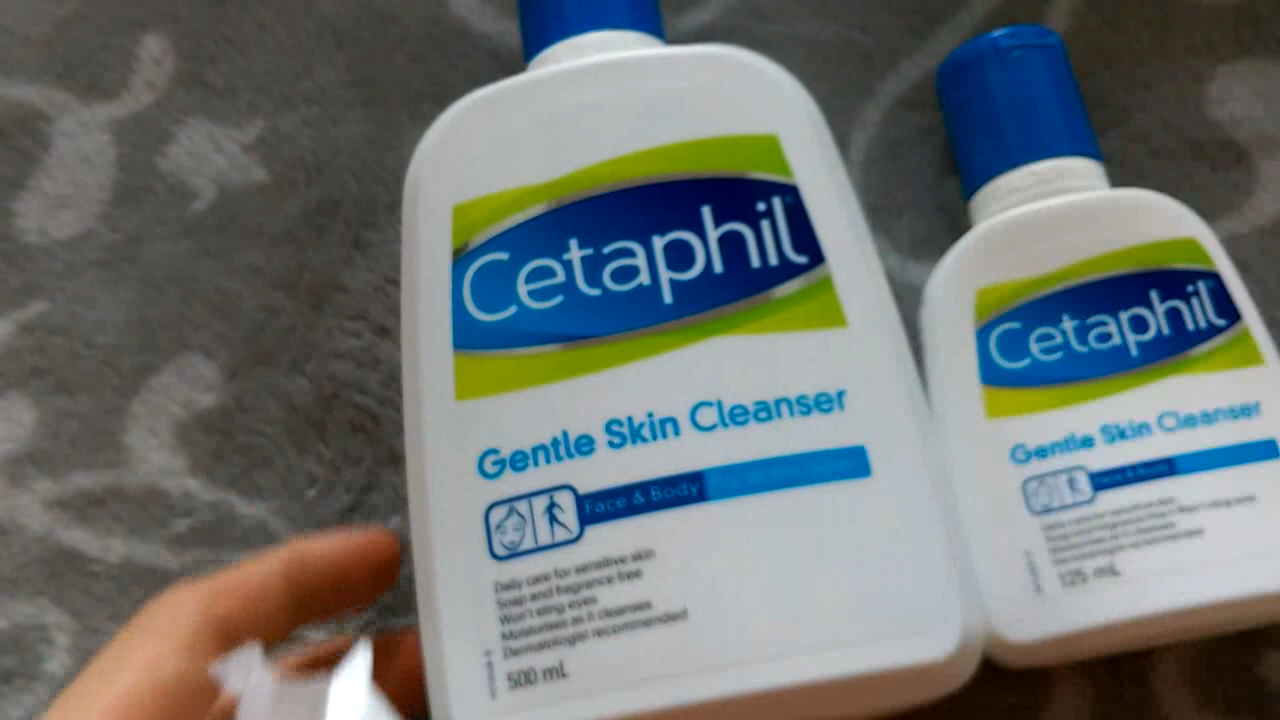 Cetaphil
Gentle Skin Cleanser
Face & Body
Daily care for sensitive skin
Soap and fragrance free
Won't sting eyes
Moisturises as it cleanses
Dermatologist recommended
500 mL
Cetaphil
Gentle Skin Cleanser
Face & Body
125 mL